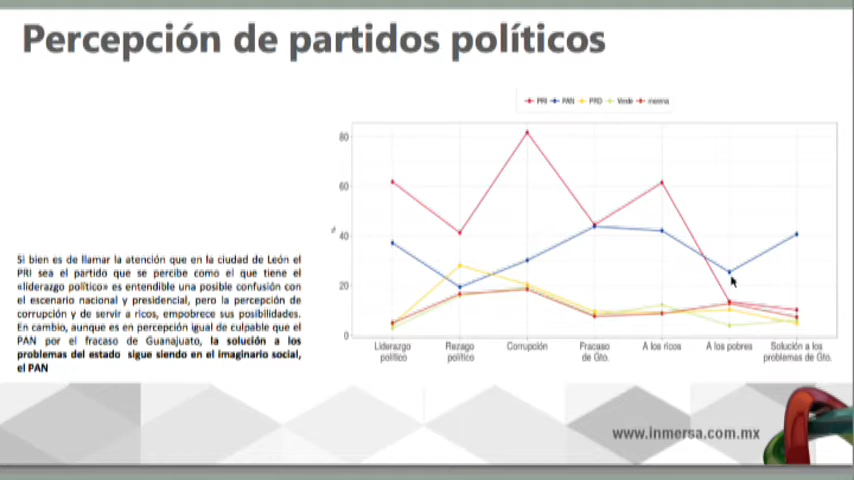 Percepción de partidos políticos
PRI PAN PRD Verde morena
80
60
%
40
20
0
Liderazgo político
Rezago político
Corrupción
Fracaso de Gto.
A los ricos
A los pobres
Solución a los problemas de Gto.
Si bien es de llamar la atención que en la ciudad de León el
PRI sea el partido que se percibe como el que tiene el
«liderazgo político» es entendible una posible confusión con
el escenario nacional y presidencial, pero la percepción de
corrupción y de servir a ricos, empobrece sus posibilidades.
En cambio, aunque es en percepción igual de culpable que el
PAN por el fracaso de Guanajuato, la solución a los
problemas del estado sigue siendo en el imaginario social,
el PAN
www.inmersa.com.mx